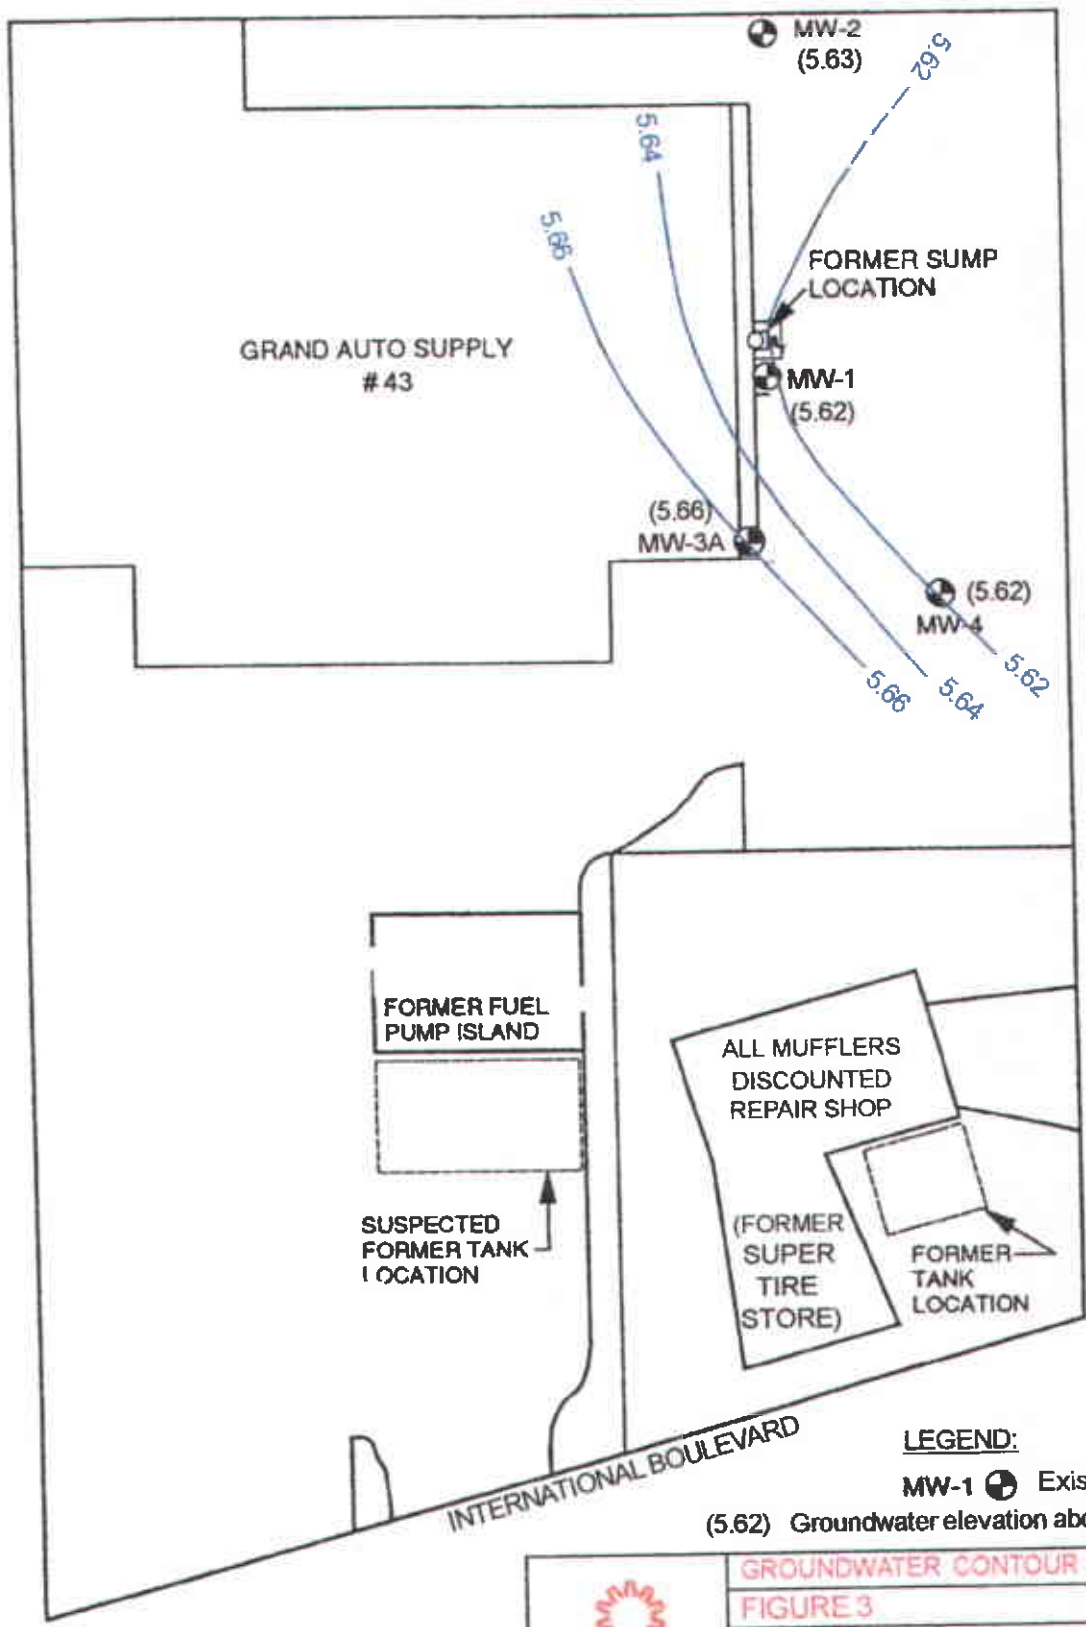 MW-2
(5.63)
5.62
5.64
5.66
FORMER SUMP
LOCATION
GRAND AUTO SUPPLY
#43
MW-1
(5.62)
(5.66)
MW-3A
(5.62)
MW-4
5.62
5.64
5.66
FORMER FUEL
PUMP ISLAND
ALL MUFFLERS
DISCOUNTED
REPAIR SHOP
SUSPECTED
FORMER TANK
LOCATION
(FORMER
SUPER
TIRE
STORE)
FORMER
TANK
LOCATION
INTERNATIONAL BOULEVARD
LEGEND:
MW-1 Exis
(5.62) Groundwater elevation abo
GROUNDWATER CONTOUR
FIGURE 3